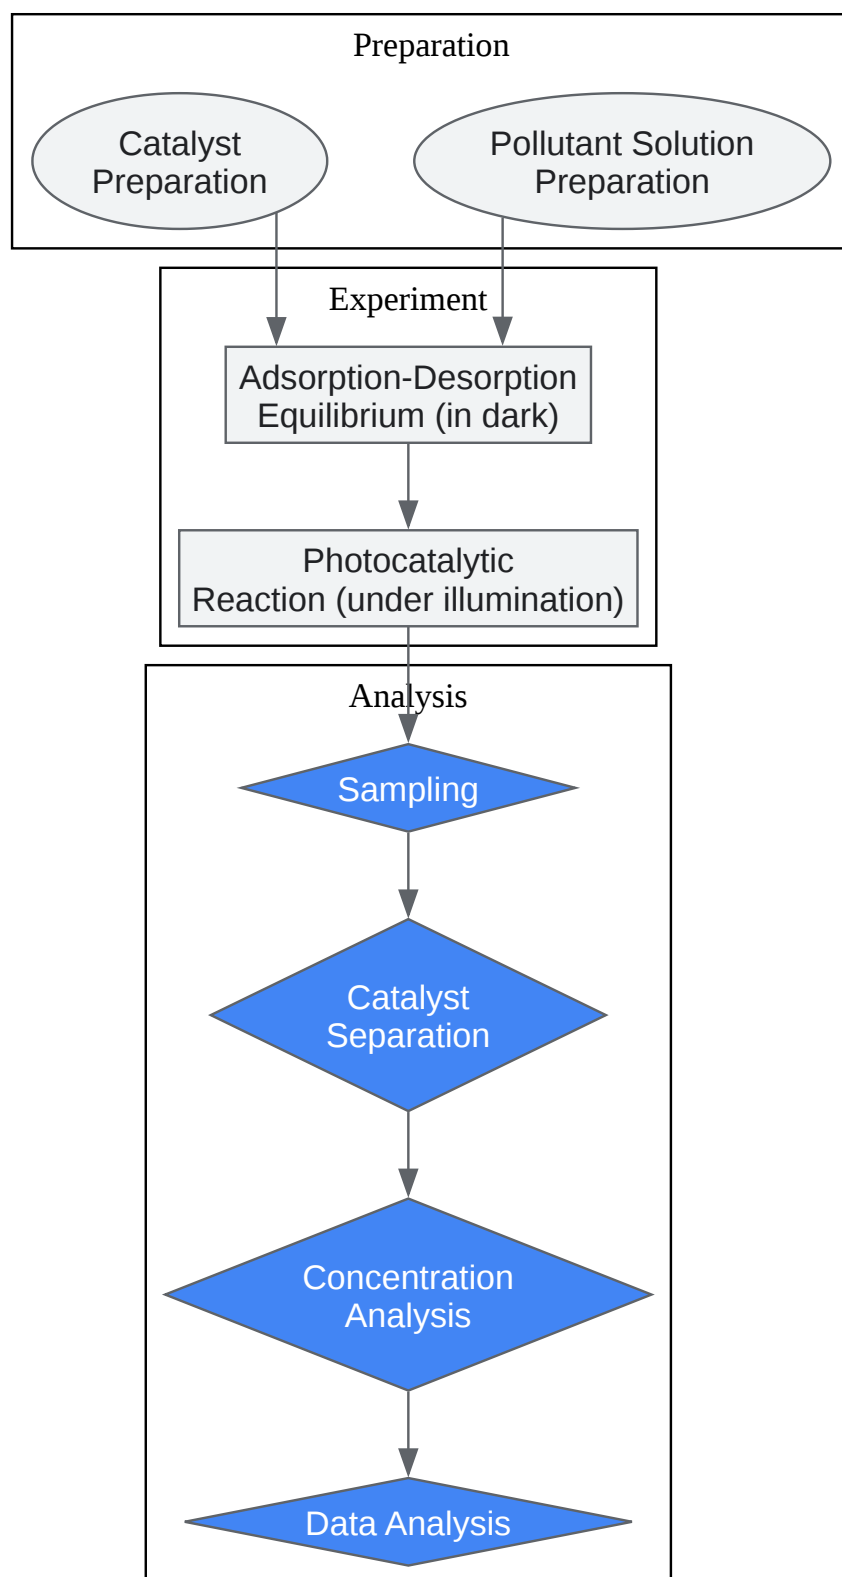 Preparation
Catalyst
Preparation
Pollutant Solution
Preparation
Experiment
Adsorption-Desorption
Equilibrium (in dark)
Photocatalytic
Reaction (under illumination)
Analysis
Sampling
Catalyst
Separation
Concentration
Analysis
Data Analysis